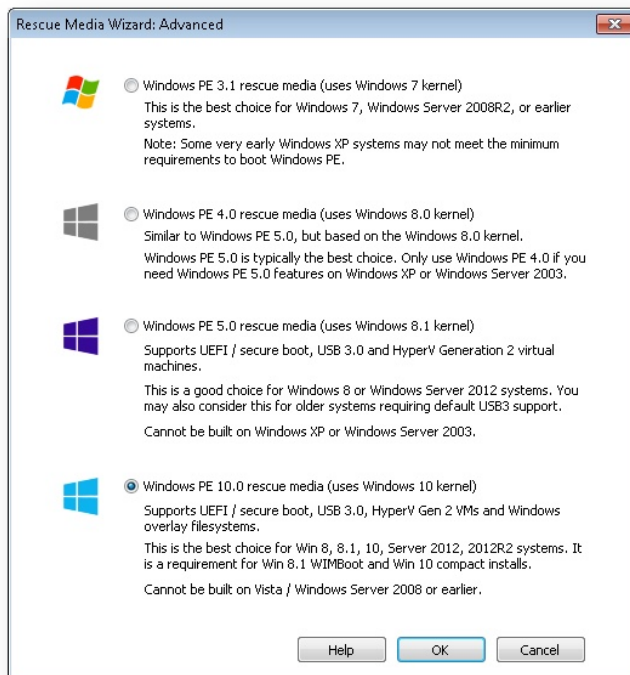 Rescue Media Wizard: Advanced
Windows PE 3.1 rescue media (uses Windows 7 kernel)
This is the best choice for Windows 7, Windows Server 2008R2, or earlier
systems.
Note: Some very early Windows XP systems may not meet the minimum
requirements to boot Windows PE.
Windows PE 4.0 rescue media (uses Windows 8.0 kernel)
Similar to Windows PE 5.0, but based on the Windows 8.0 kernel.
Windows PE 5.0 is typically the best choice. Only use Windows PE 4.0 if you
need Windows PE 5.0 features on Windows XP or Windows Server 2003.
Windows PE 5.0 rescue media (uses Windows 8.1 kernel)
Supports UEFI / secure boot, USB 3.0 and HyperV Generation 2 virtual
machines.
This is a good choice for Windows 8 or Windows Server 2012 systems. You
may also consider this for older systems requiring default USB3 support.
Cannot be built on Windows XP or Windows Server 2003.
Windows PE 10.0 rescue media (uses Windows 10 kernel)
Supports UEFI / secure boot, USB 3.0, HyperV Gen 2 VMs and Windows
overlay filesystems.
This is the best choice for Win 8, 8.1, 10, Server 2012, 2012R2 systems. It
is a requirement for Win 8.1 WIMBoot and Win 10 compact installs.
Cannot be built on Vista / Windows Server 2008 or earlier.
Help
OK
Cancel